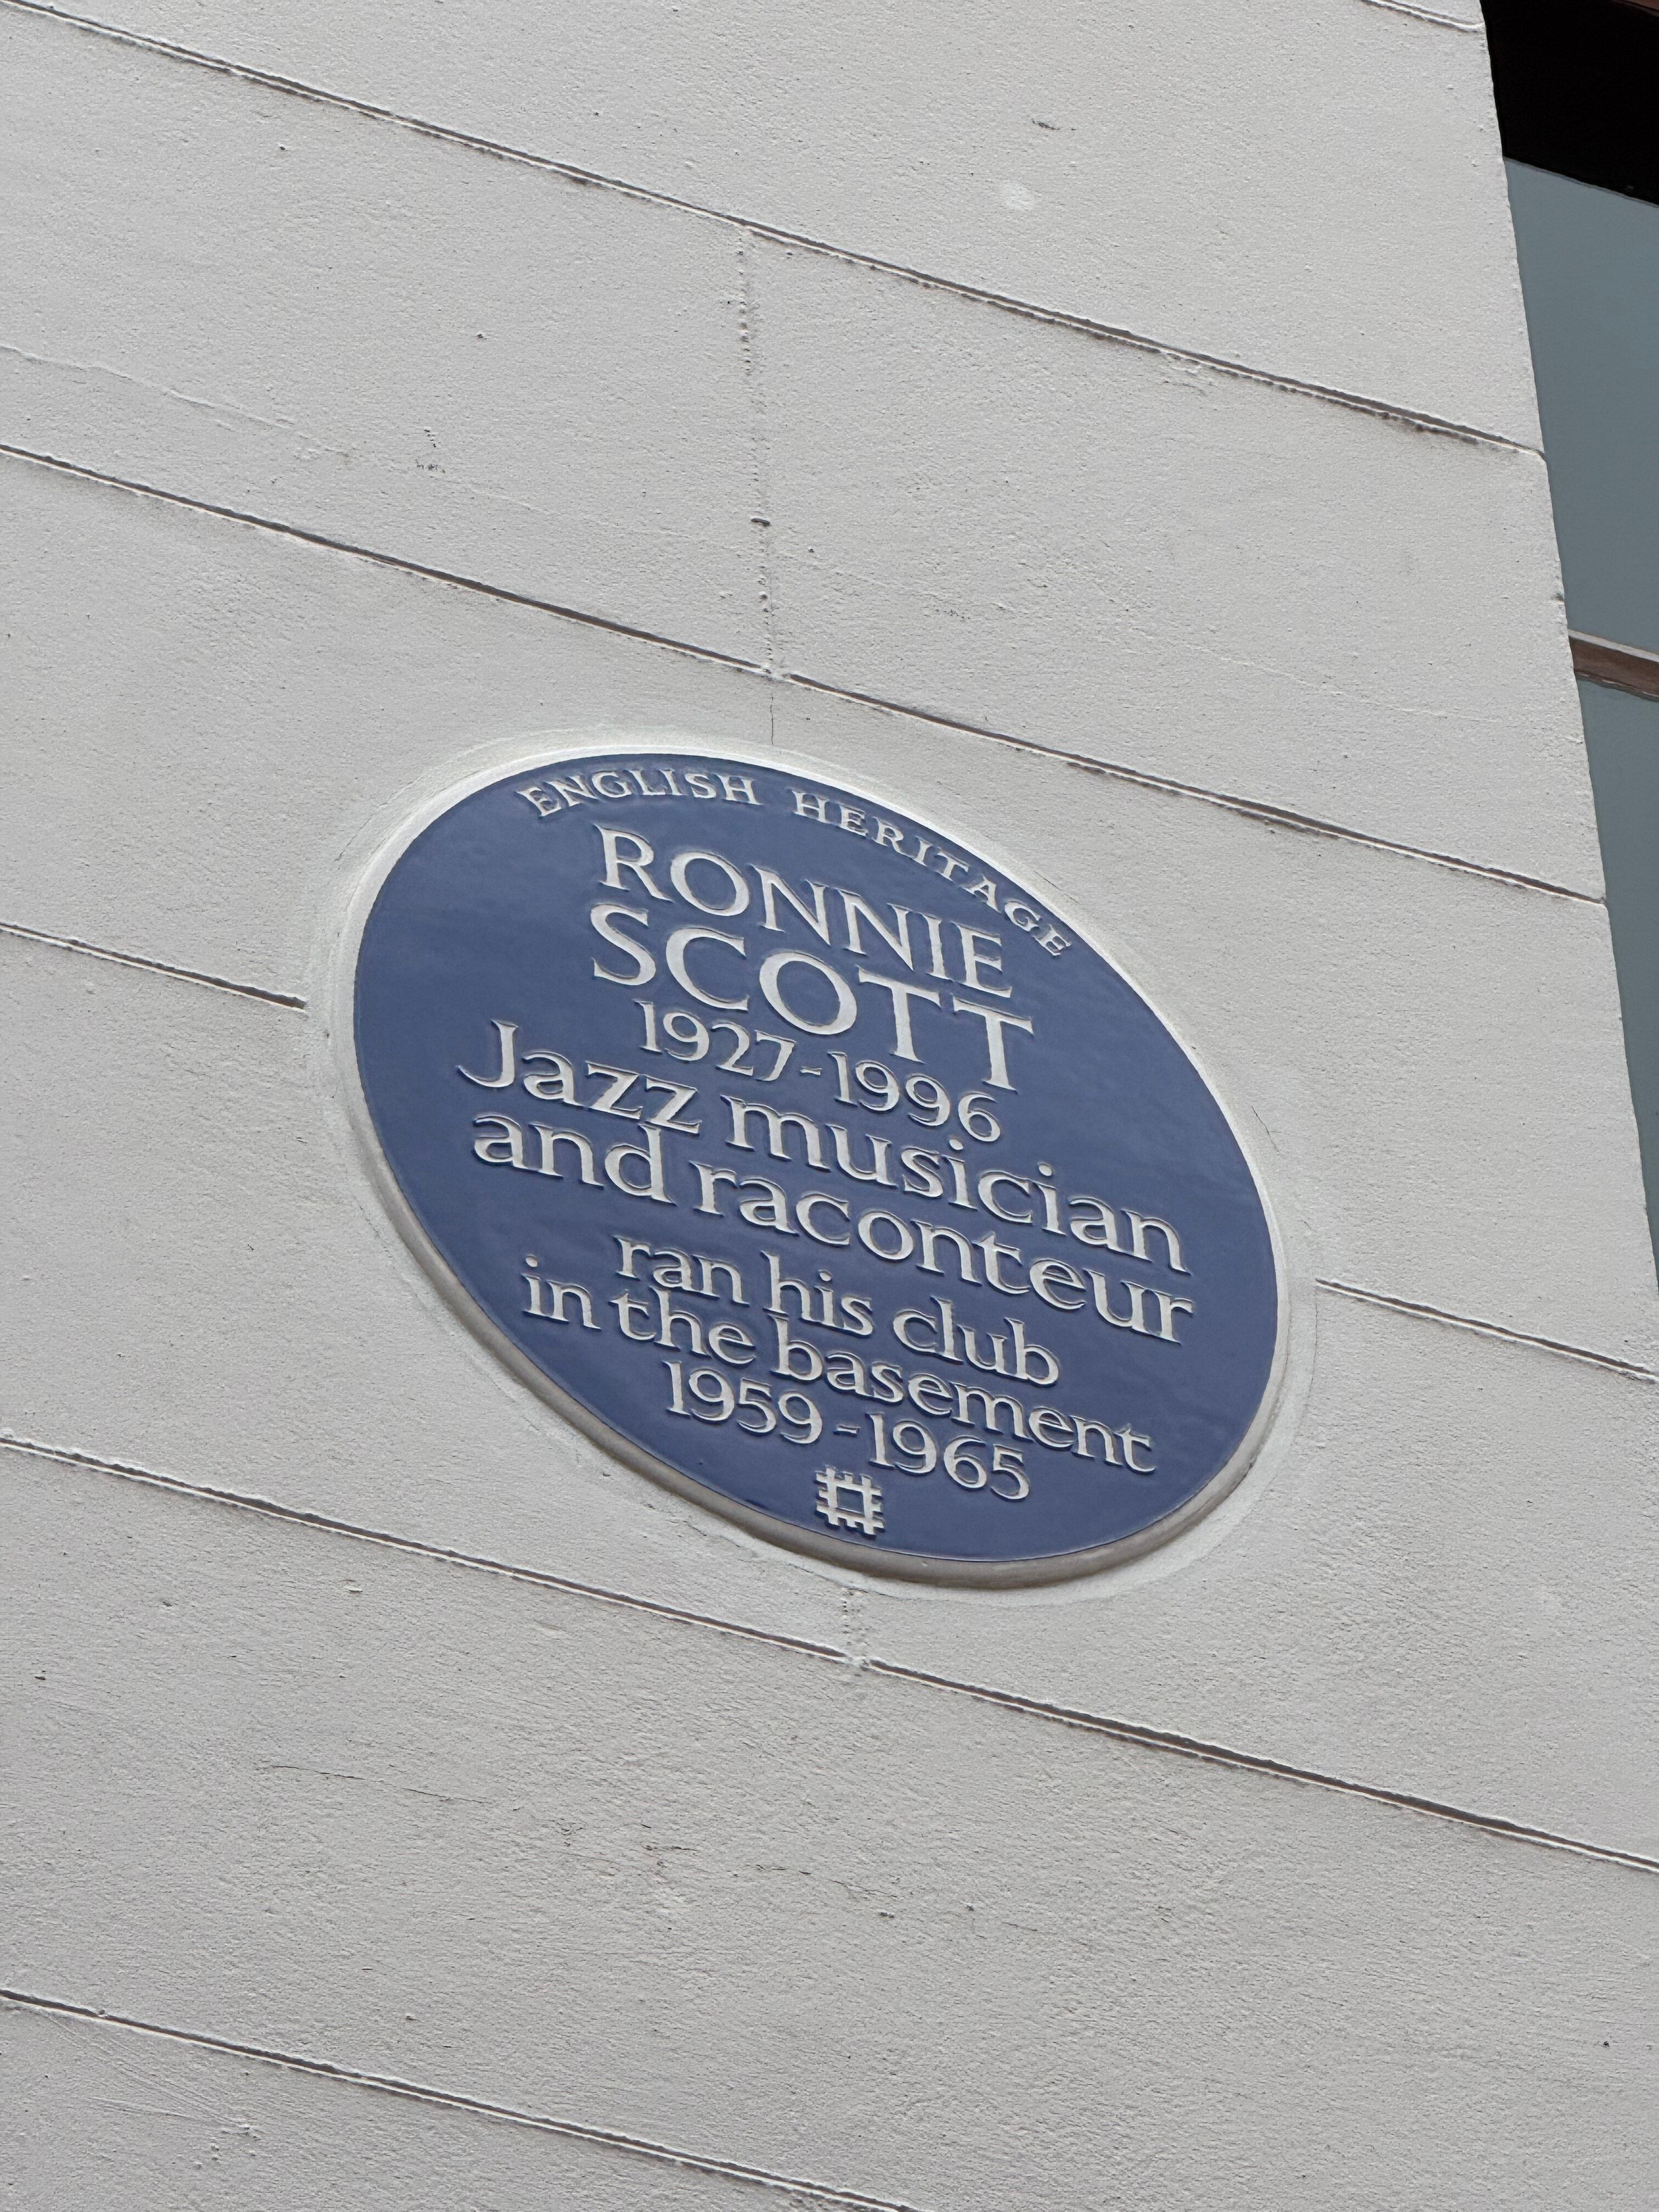 ENGLISH HERITAGE
RONNIE
SCOTT
1927-1996
Jazz musician
and raconteur
ran his club
in the basement
1959-1965